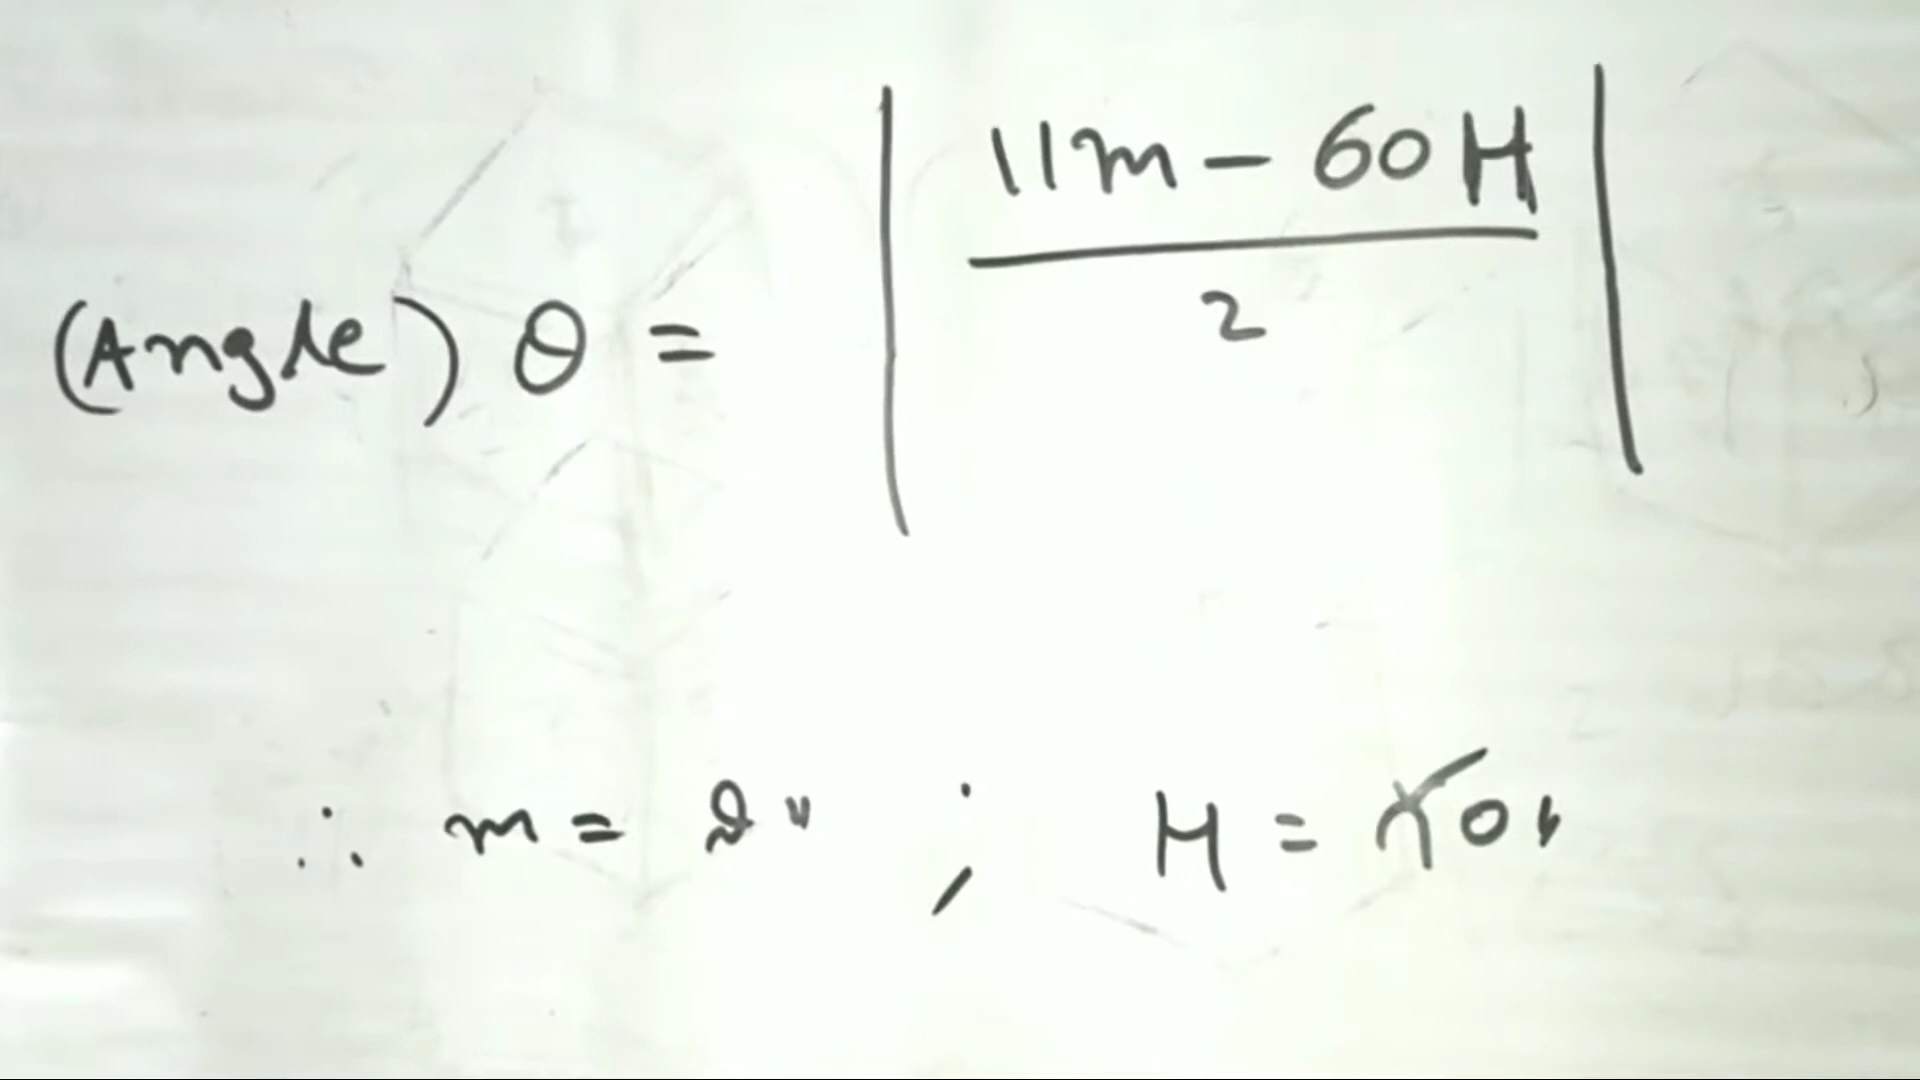 (Angle) θ = | (11m - 60H) / 2 |
∴ m = ; H =